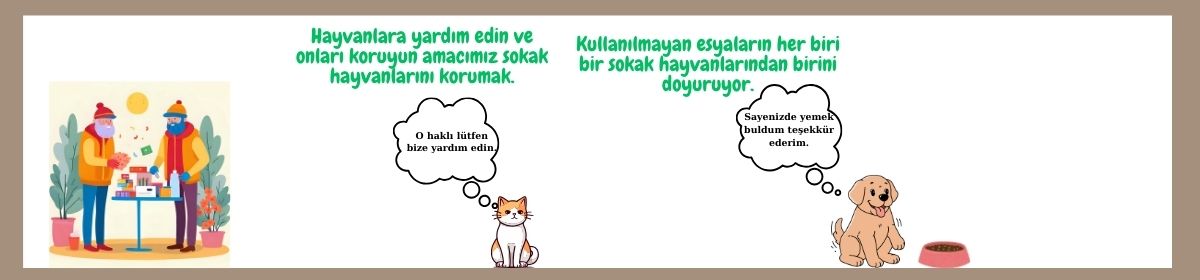 Hayvanlara yardım edin ve
onları koruyun amacımız sokak
hayvanlarını korumak.
O haklı lütfen
bize yardım edin.
Kullanılmayan esyaların her biri
bir sokak hayvanlarından birini
doyuruyor.
Sayenizde yemek
buldum teşekkür
ederim.